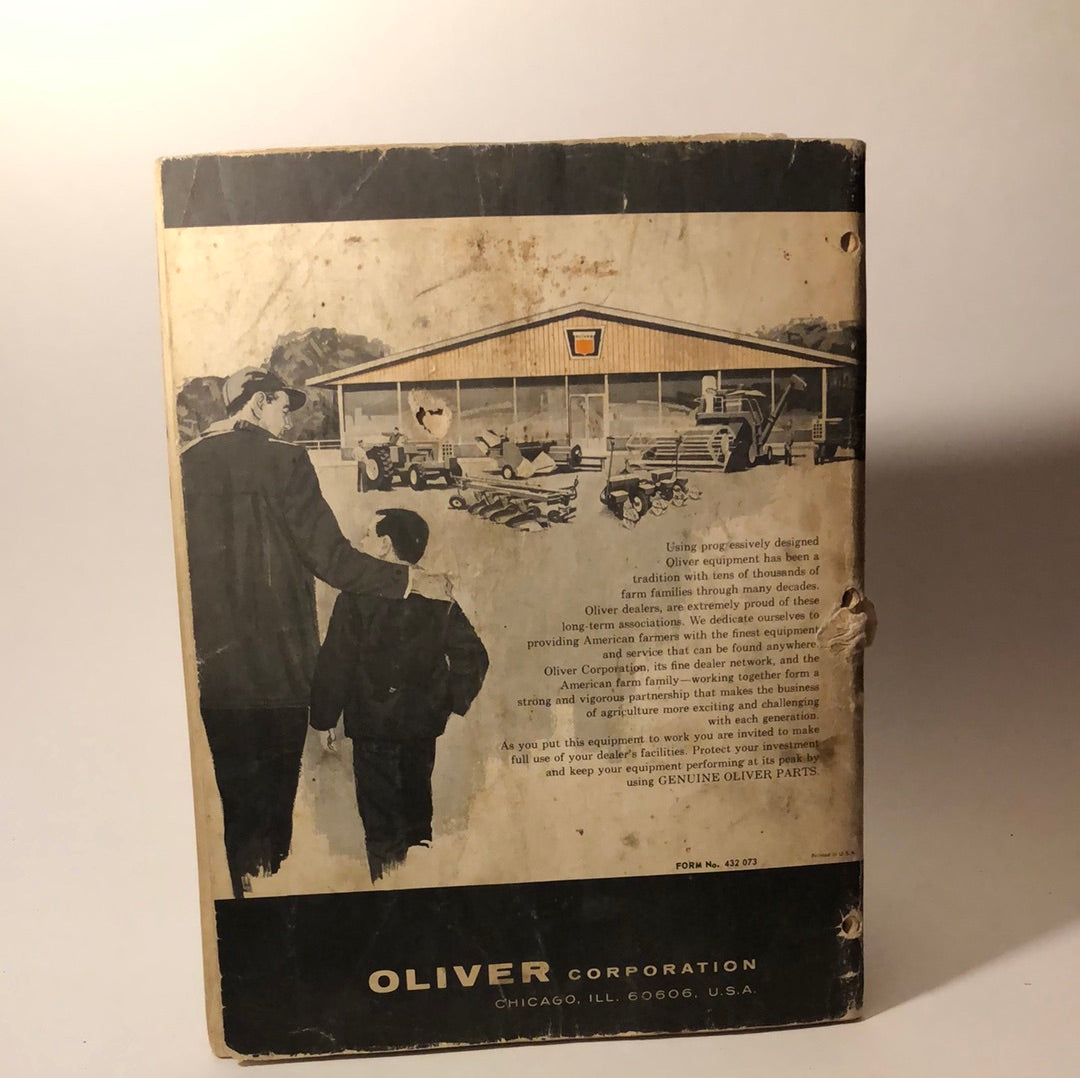 OLIVER
Using prog essively designed
Oliver equipment has been a
tradition with tens of thousands of
farm families through many decades.
Oliver dealers, are extremely proud of these
long-term associations. We dedicate ourselves to
providing American farmers with the finest equipment
and service that can be found anywhere
Oliver Corporation, its fine dealer network, and the
American farm family—working together form a
strong and vigorous partnership that makes the business
of agriculture more exciting and challenging
with each generation.
As you put this equipment to work you are invited to make
full use of your dealer's facilities. Protect your investment
and keep your equipment performing at its peak by
using GENUINE OLIVER PARTS.
Printed in U.S.A.
FORM No. 432 073
OLIVER CORPORATION
CHICAGO, ILL. 60606, U.S.A.